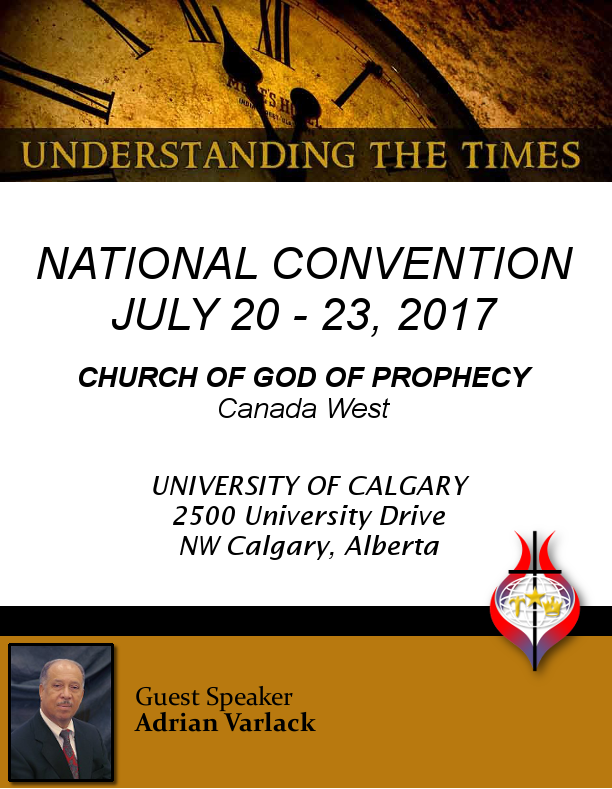 XII
UNDERSTANDING THE TIMES
NATIONAL CONVENTION
JULY 20 - 23, 2017
CHURCH OF GOD OF PROPHECY
Canada West
UNIVERSITY OF CALGARY
2500 University Drive
NW Calgary, Alberta
Guest Speaker
Adrian Varlack